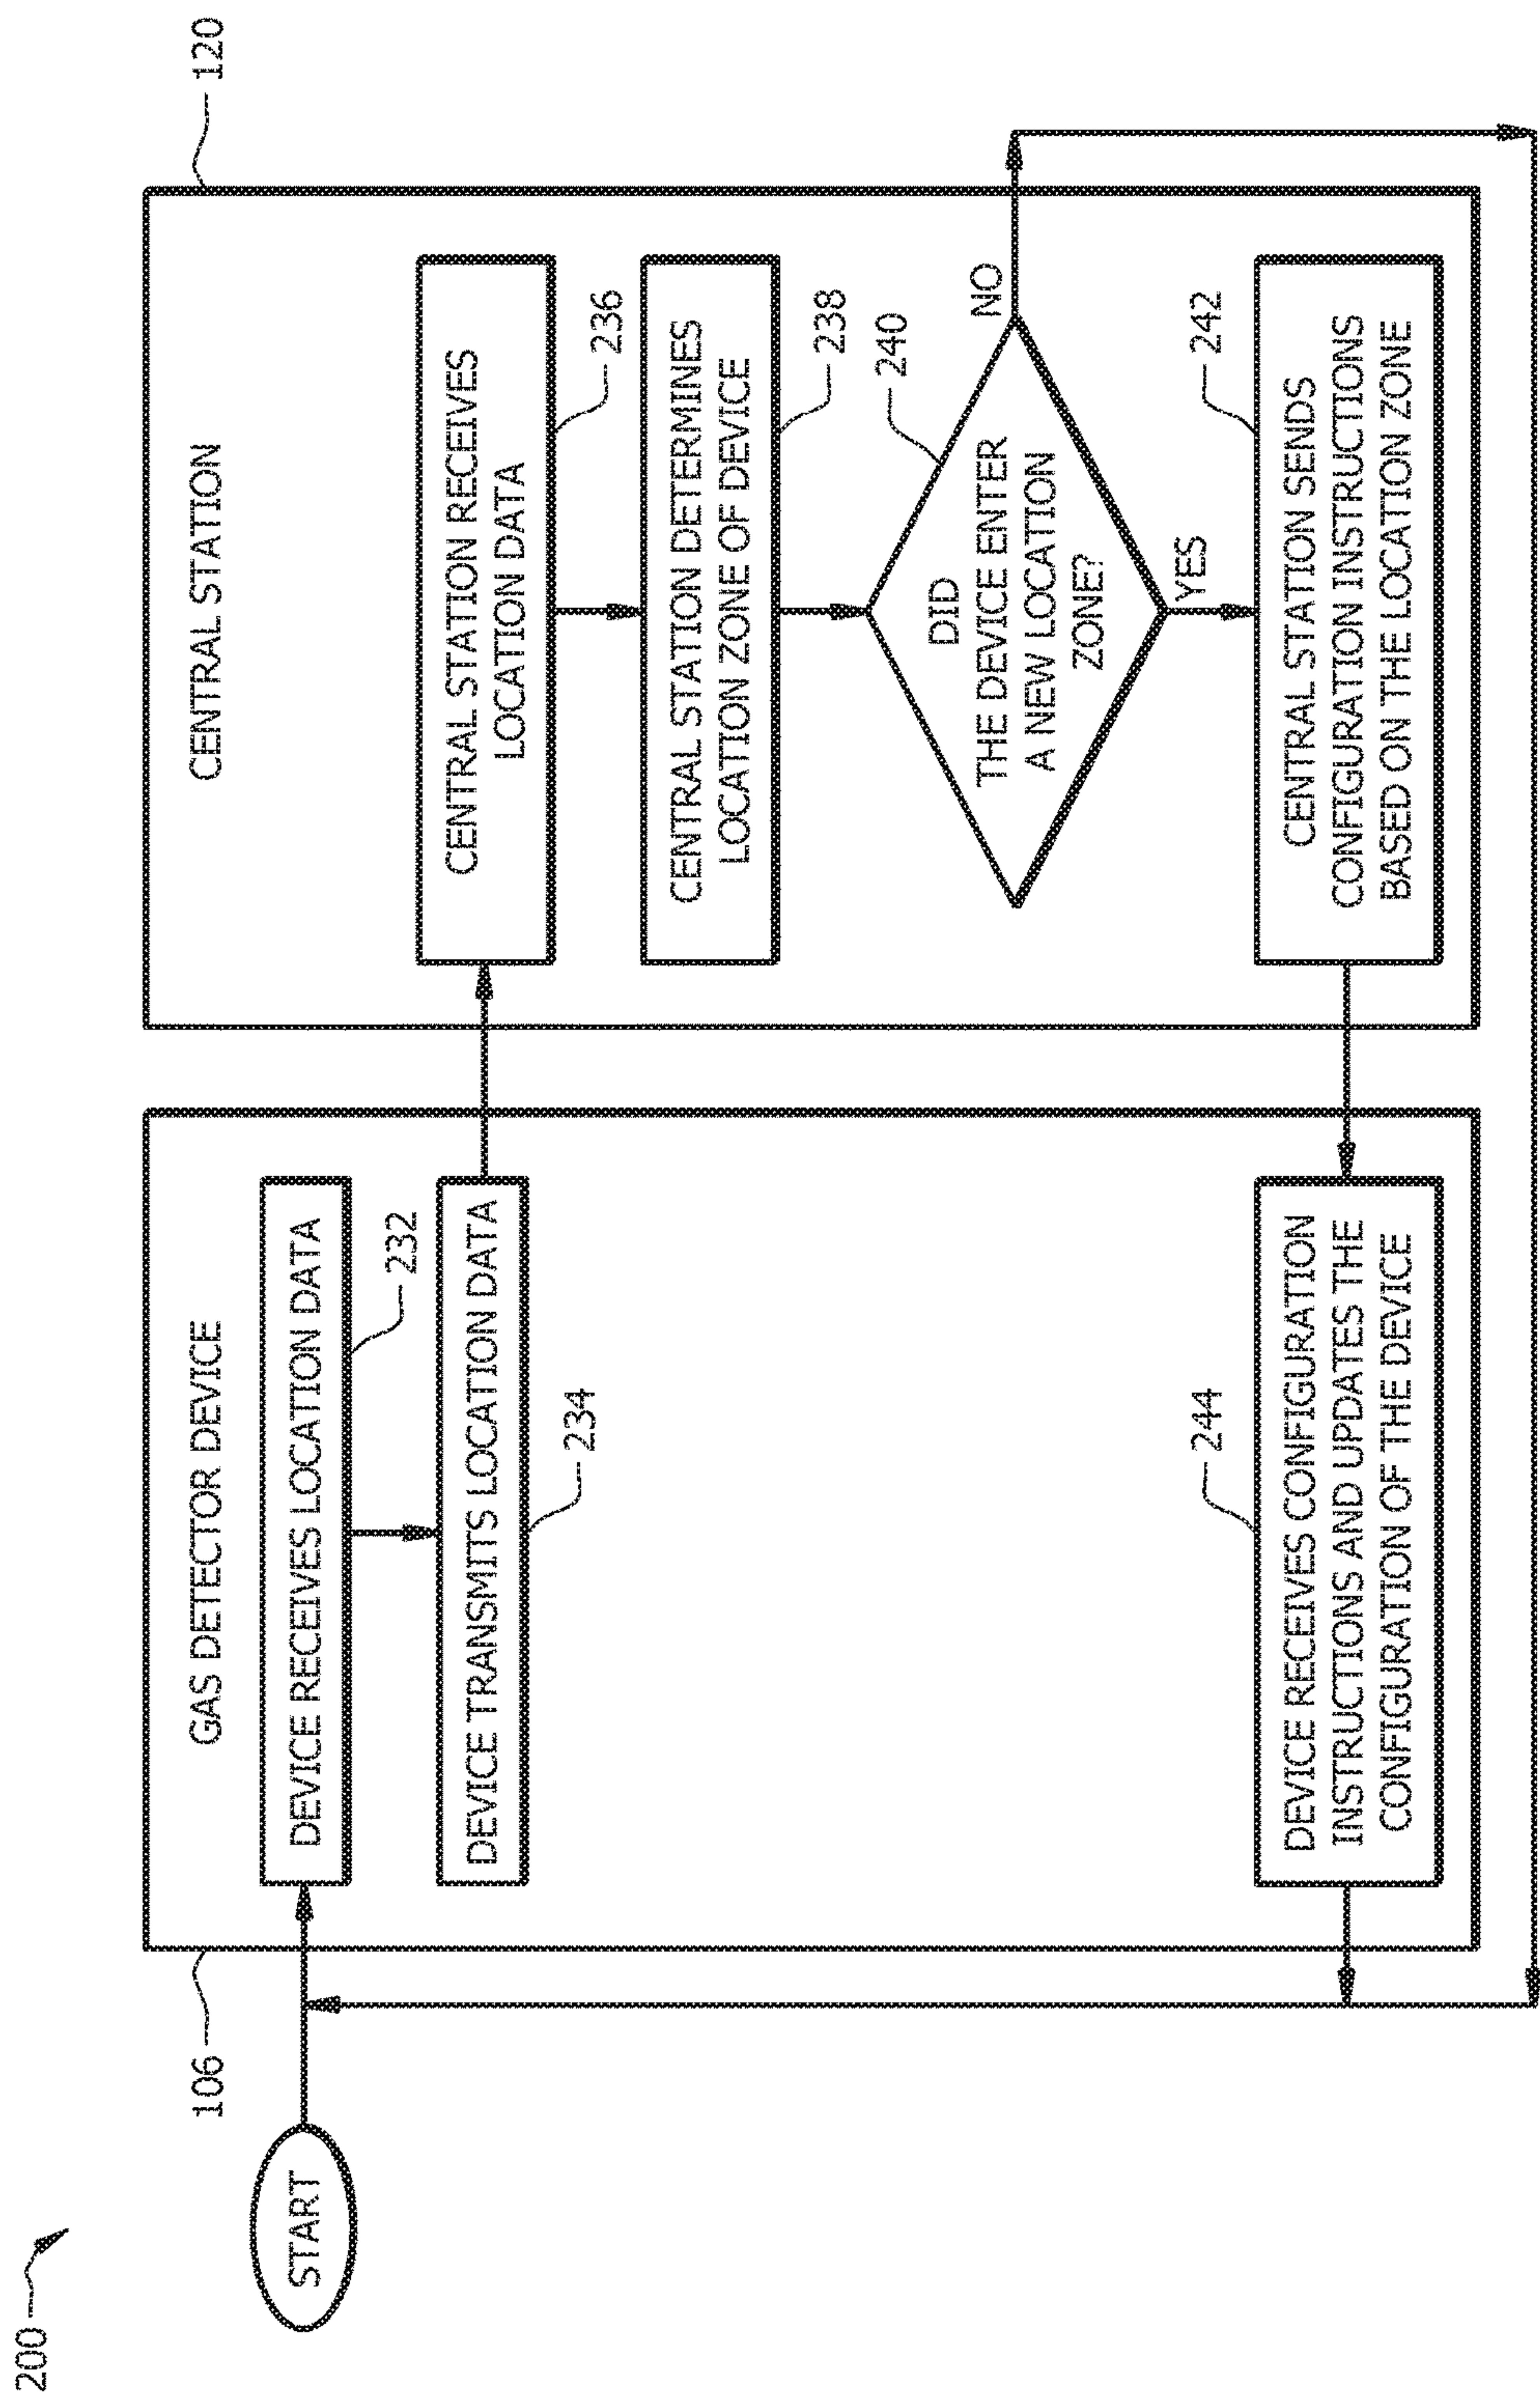 200
START
106
GAS DETECTOR DEVICE
DEVICE RECEIVES LOCATION DATA
232
DEVICE TRANSMITS LOCATION DATA
234
120
CENTRAL STATION
CENTRAL STATION RECEIVES
LOCATION DATA
236
CENTRAL STATION DETERMINES
LOCATION ZONE OF DEVICE
238
DID
THE DEVICE ENTER
A NEW LOCATION
ZONE?
240
NO
YES
242
CENTRAL STATION SENDS
CONFIGURATION INSTRUCTIONS
BASED ON THE LOCATION ZONE
244
DEVICE RECEIVES CONFIGURATION
INSTRUCTIONS AND UPDATES THE
CONFIGURATION OF THE DEVICE